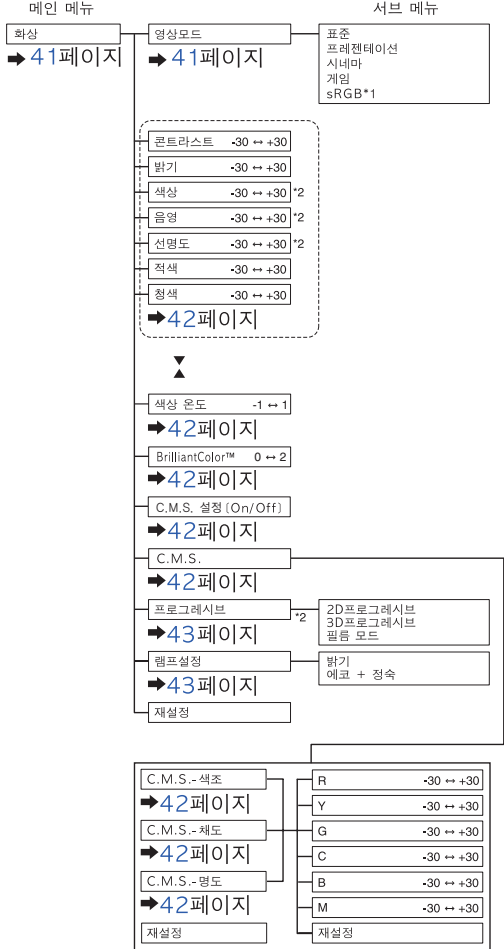 메인 메뉴
서브 메뉴
화상
➡ 41페이지
영상모드
➡ 41페이지
표준
프레젠테이션
시네마
게임
sRGB*1
콘트라스트 -30 ↔ +30
밝기 -30 ↔ +30
색상 -30 ↔ +30 *2
음영 -30 ↔ +30 *2
선명도 -30 ↔ +30 *2
적색 -30 ↔ +30
청색 -30 ↔ +30
➡42페이지
색상 온도 -1 ↔ 1
➡42페이지
BrilliantColor™ 0 ↔ 2
➡42페이지
C.M.S. 설정 (On/Off)
➡42페이지
C.M.S.
➡42페이지
프로그레시브 *2
➡43페이지
2D프로그레시브
3D프로그레시브
필름 모드
램프설정
➡43페이지
밝기
에코 + 정숙
재설정
C.M.S.-색조
➡42페이지
C.M.S.-채도
➡42페이지
C.M.S.-명도
➡42페이지
재설정
R -30 ↔ +30
Y -30 ↔ +30
G -30 ↔ +30
C -30 ↔ +30
B -30 ↔ +30
M -30 ↔ +30
재설정